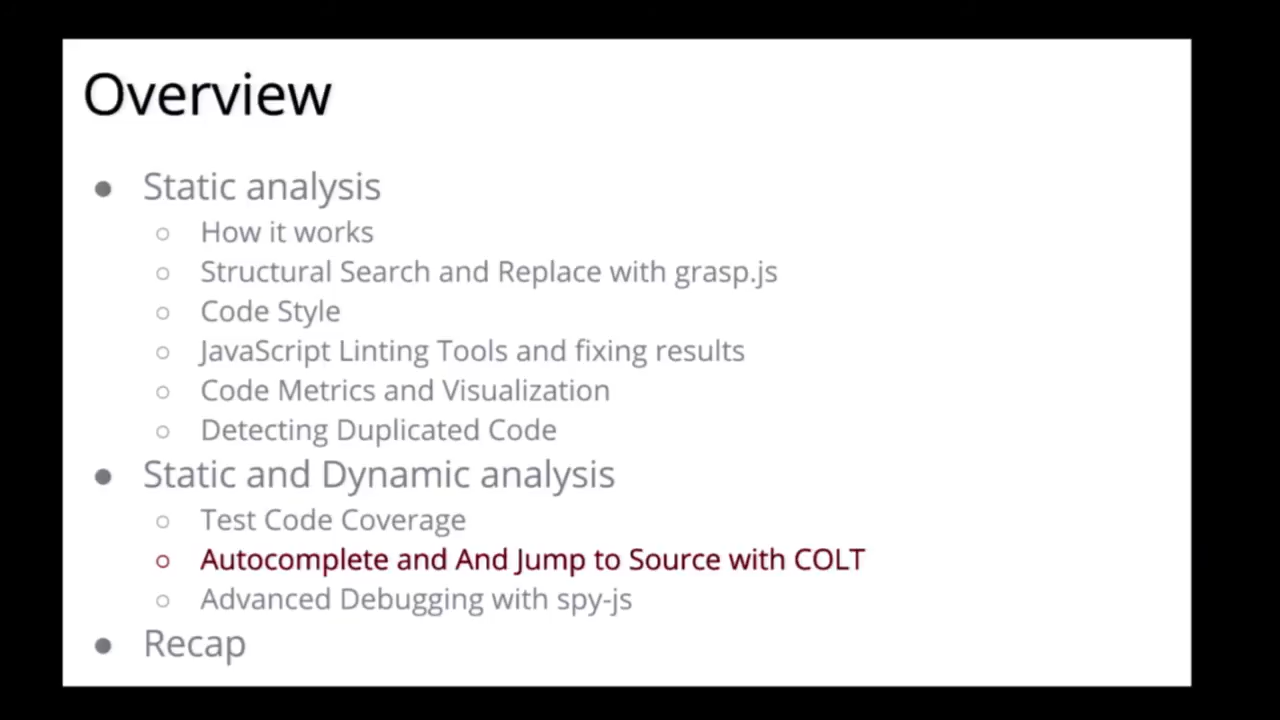 Overview
● Static analysis
○ How it works
○ Structural Search and Replace with grasp.js
○ Code Style
○ JavaScript Linting Tools and fixing results
○ Code Metrics and Visualization
○ Detecting Duplicated Code
● Static and Dynamic analysis
○ Test Code Coverage
○ Autocomplete and And Jump to Source with COLT
○ Advanced Debugging with spy-js
● Recap